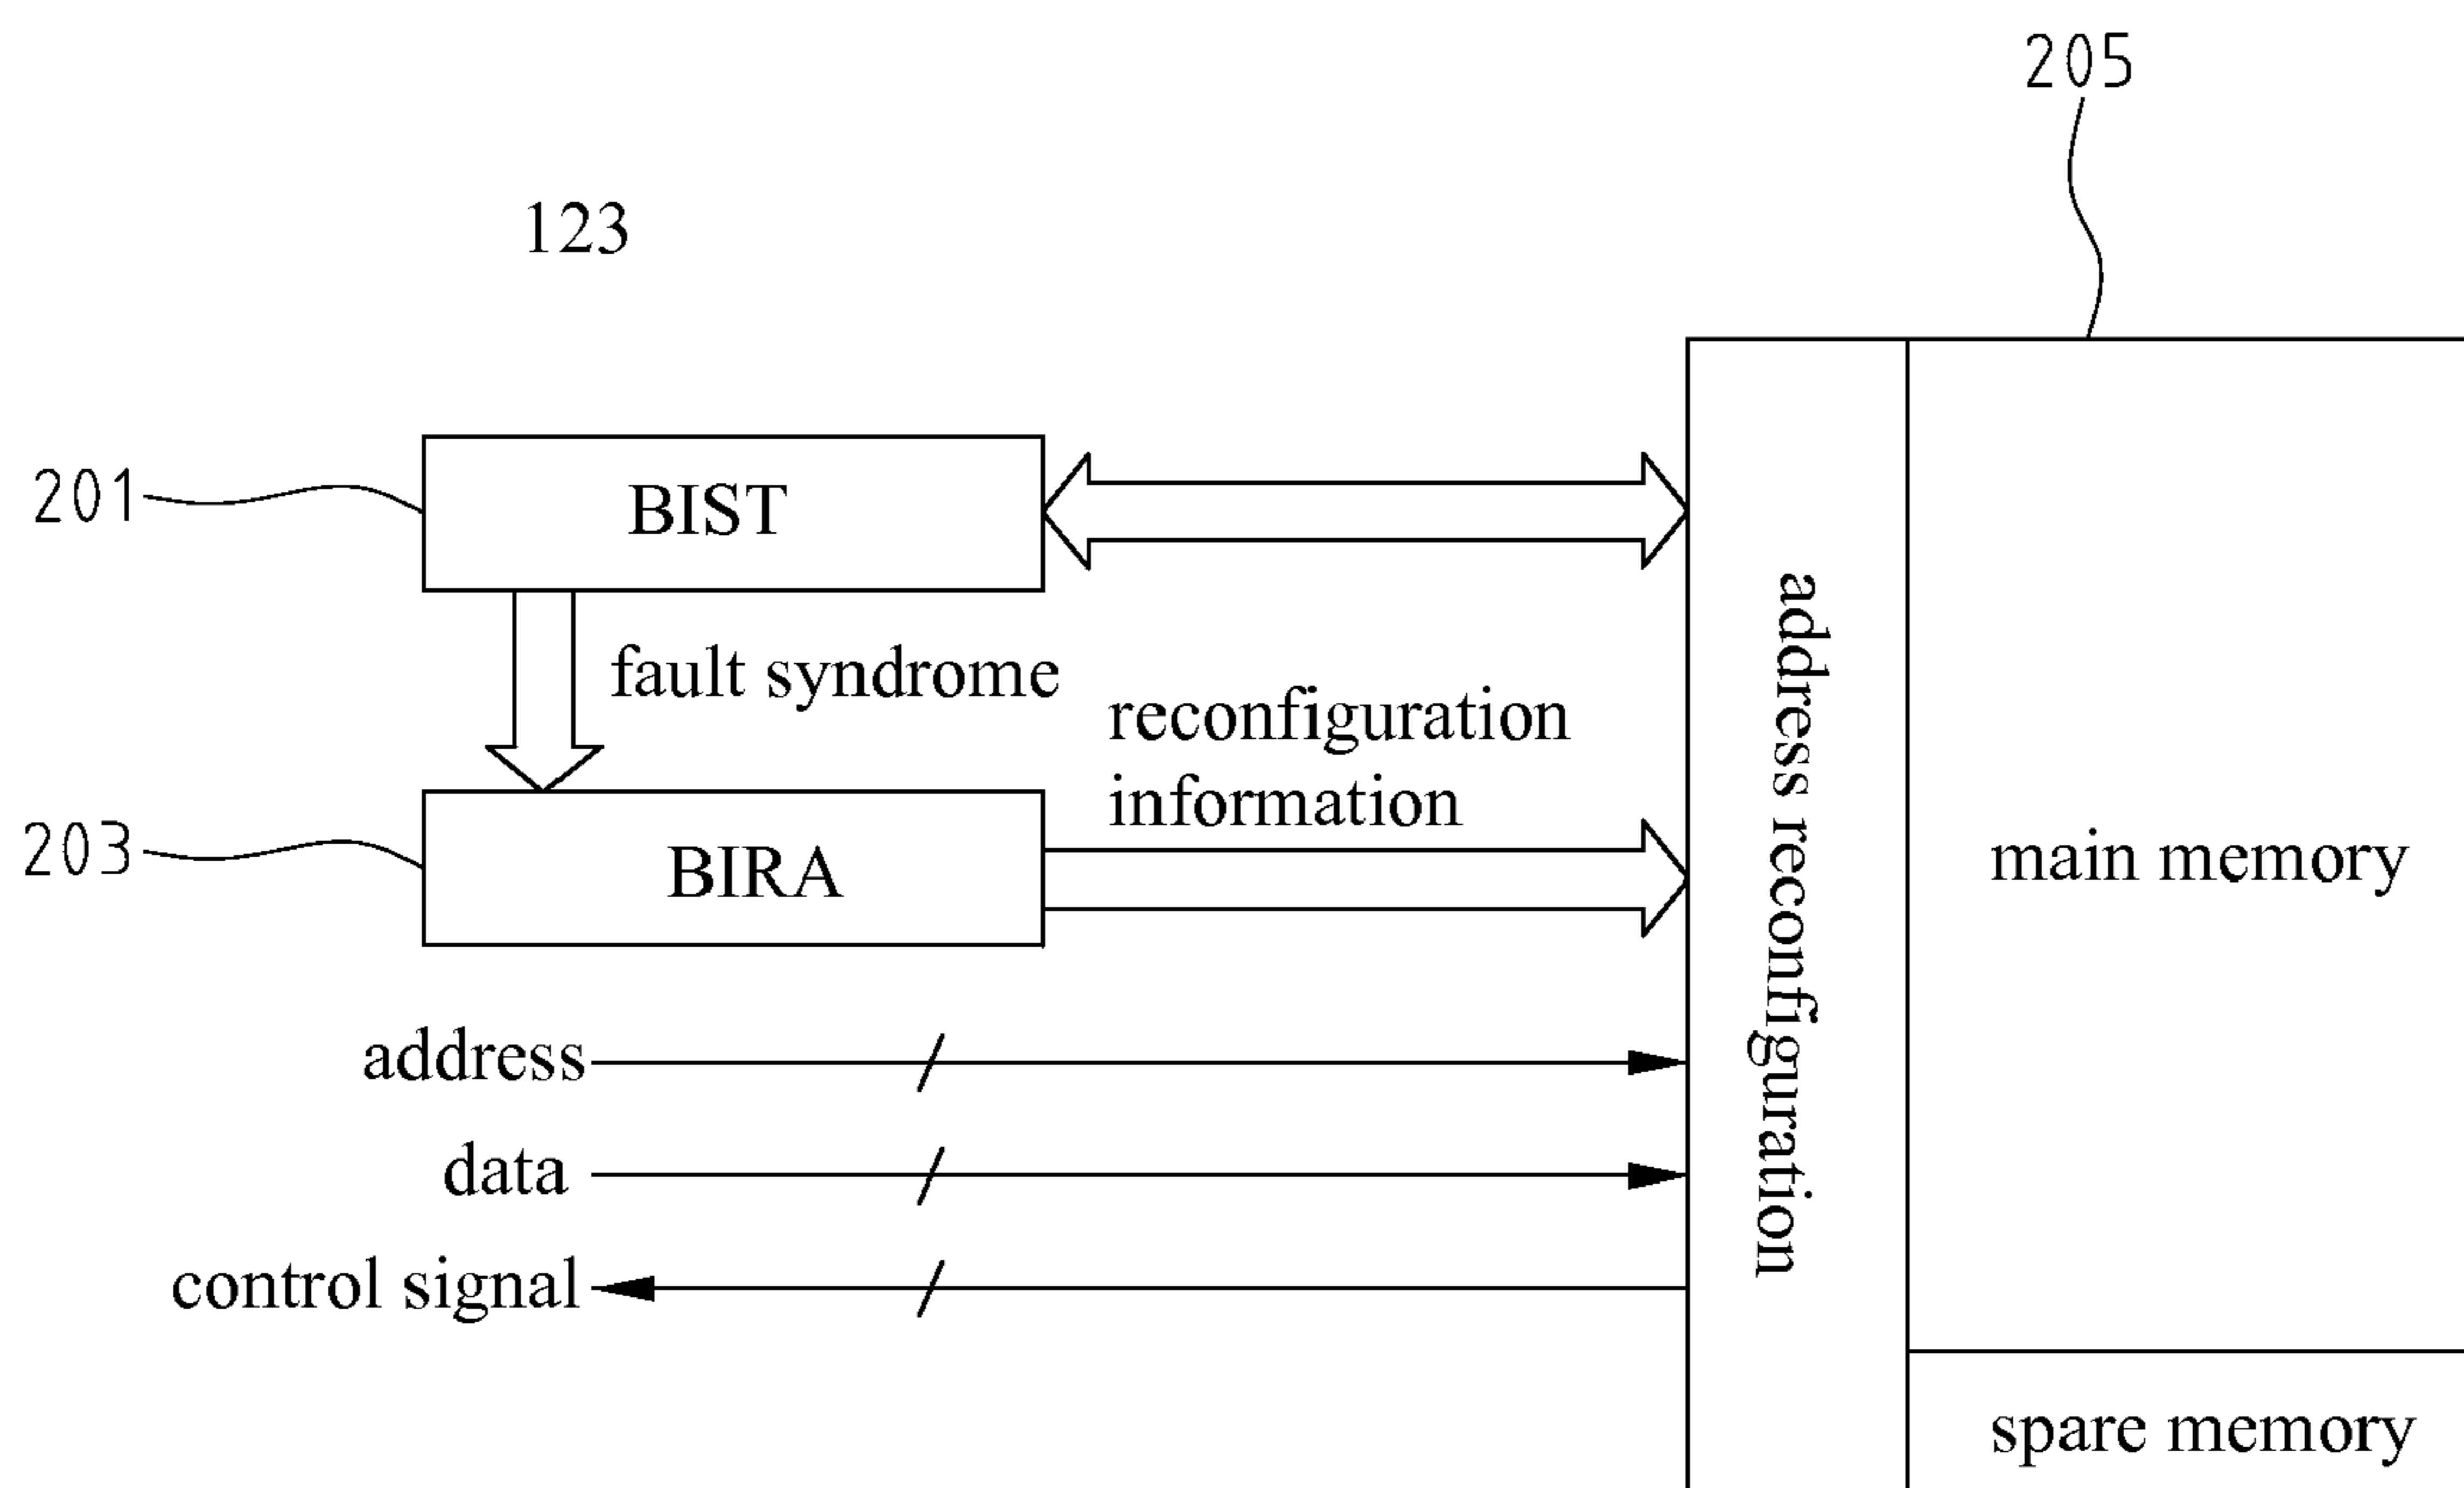 205
123
201
BIST
fault syndrome
reconfiguration
information
203
BIRA
address
data
control signal
address reconfiguration
main memory
spare memory